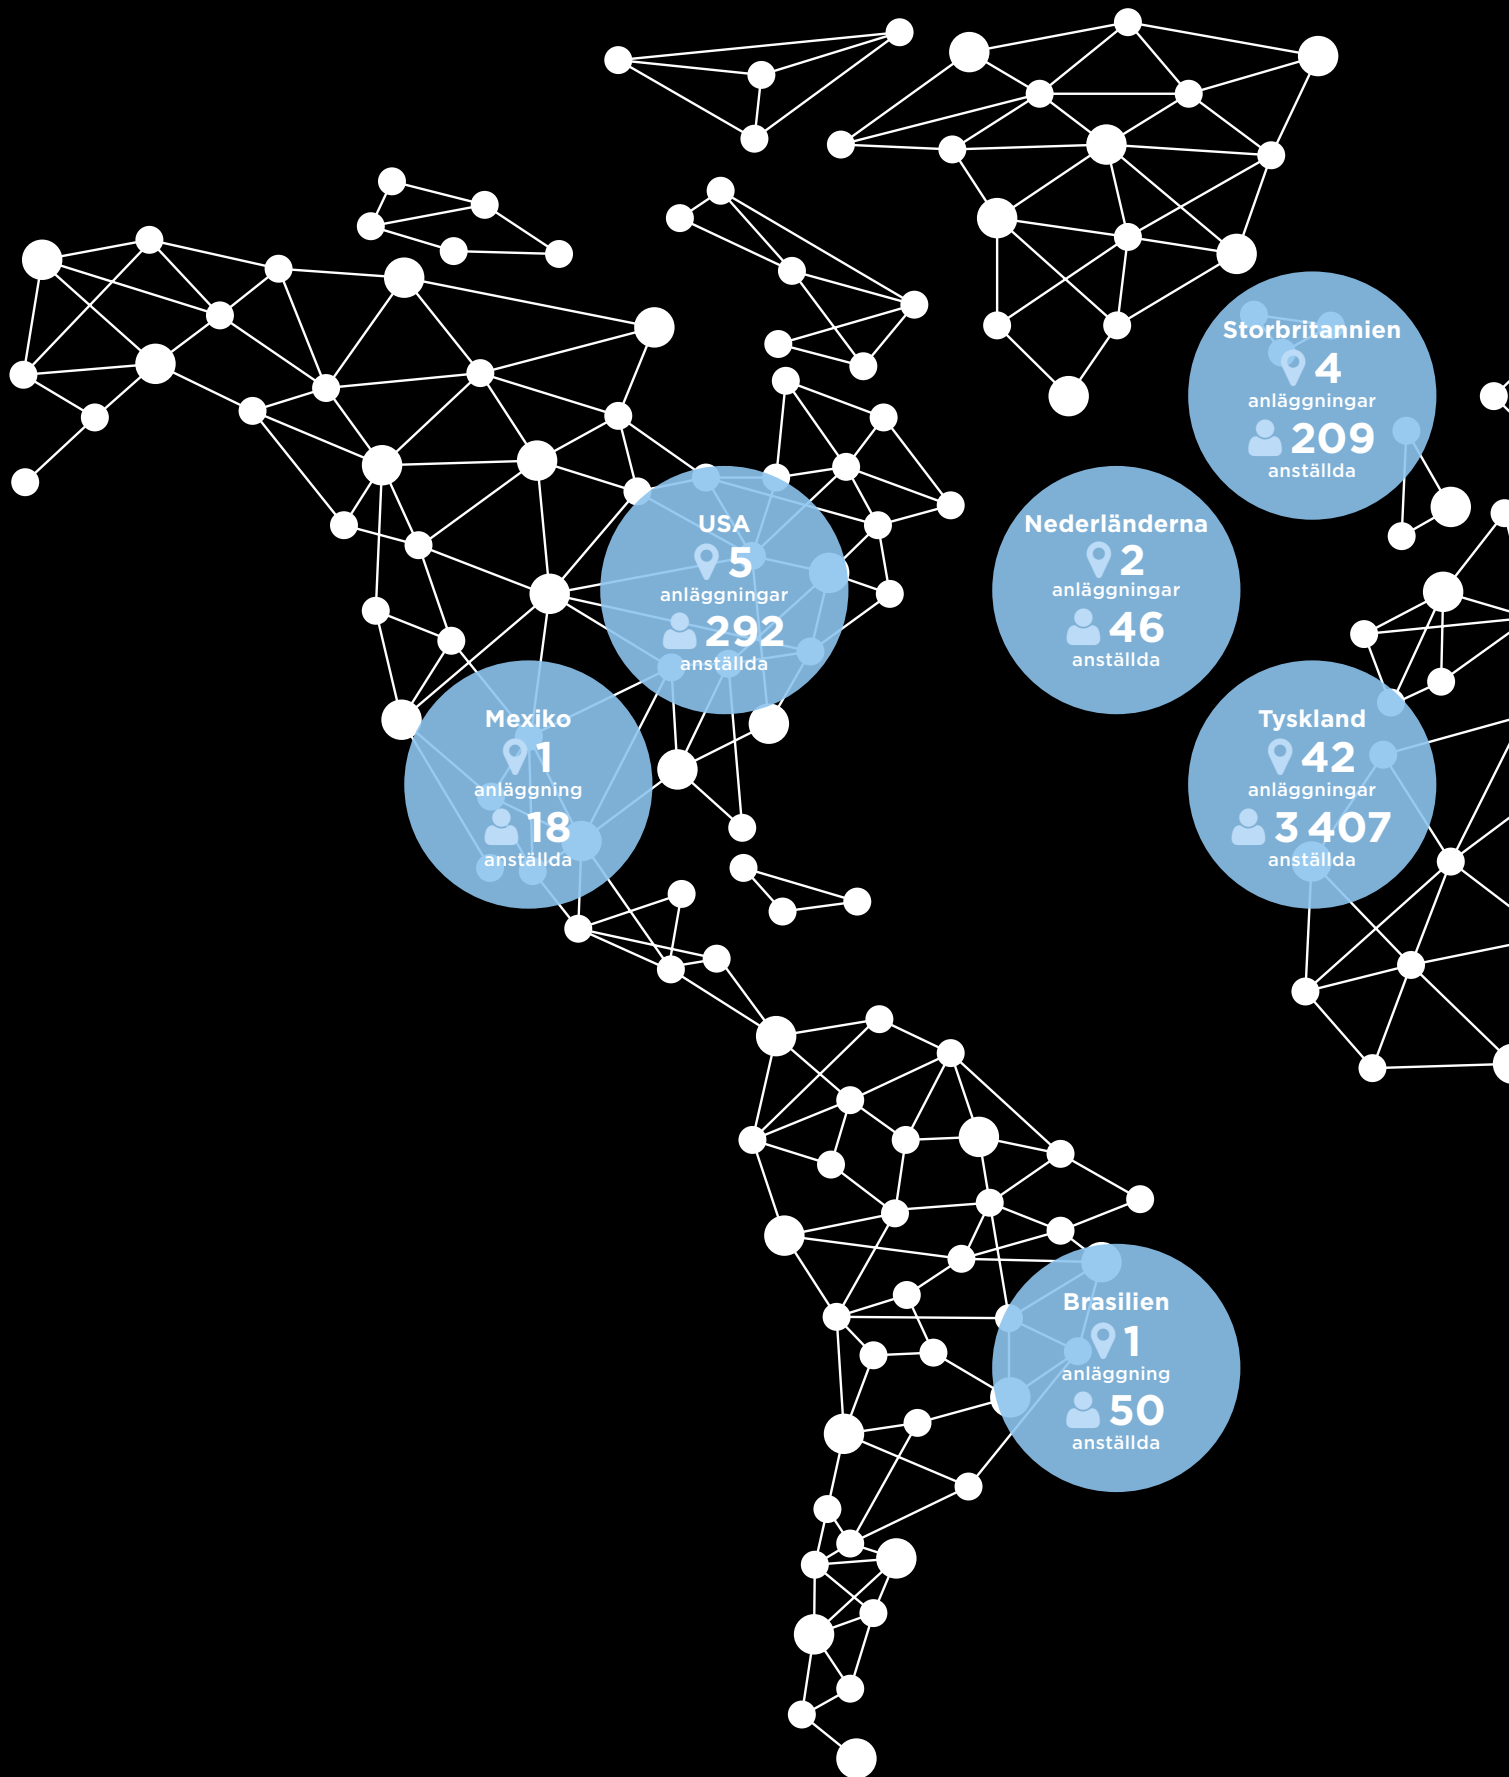 Storbritannien
4
anläggningar
209
anställda
USA
5
anläggningar
292
anställda
Nederländerna
2
anläggningar
46
anställda
Mexiko
1
anläggning
18
anställda
Tyskland
42
anläggningar
3 407
anställda
Brasilien
1
anläggning
50
anställda